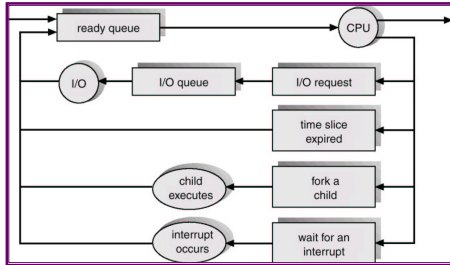 ready queue
CPU
I/O
I/O queue
I/O request
time slice
expired
child
executes
fork a
child
interrupt
occurs
wait for an
interrupt